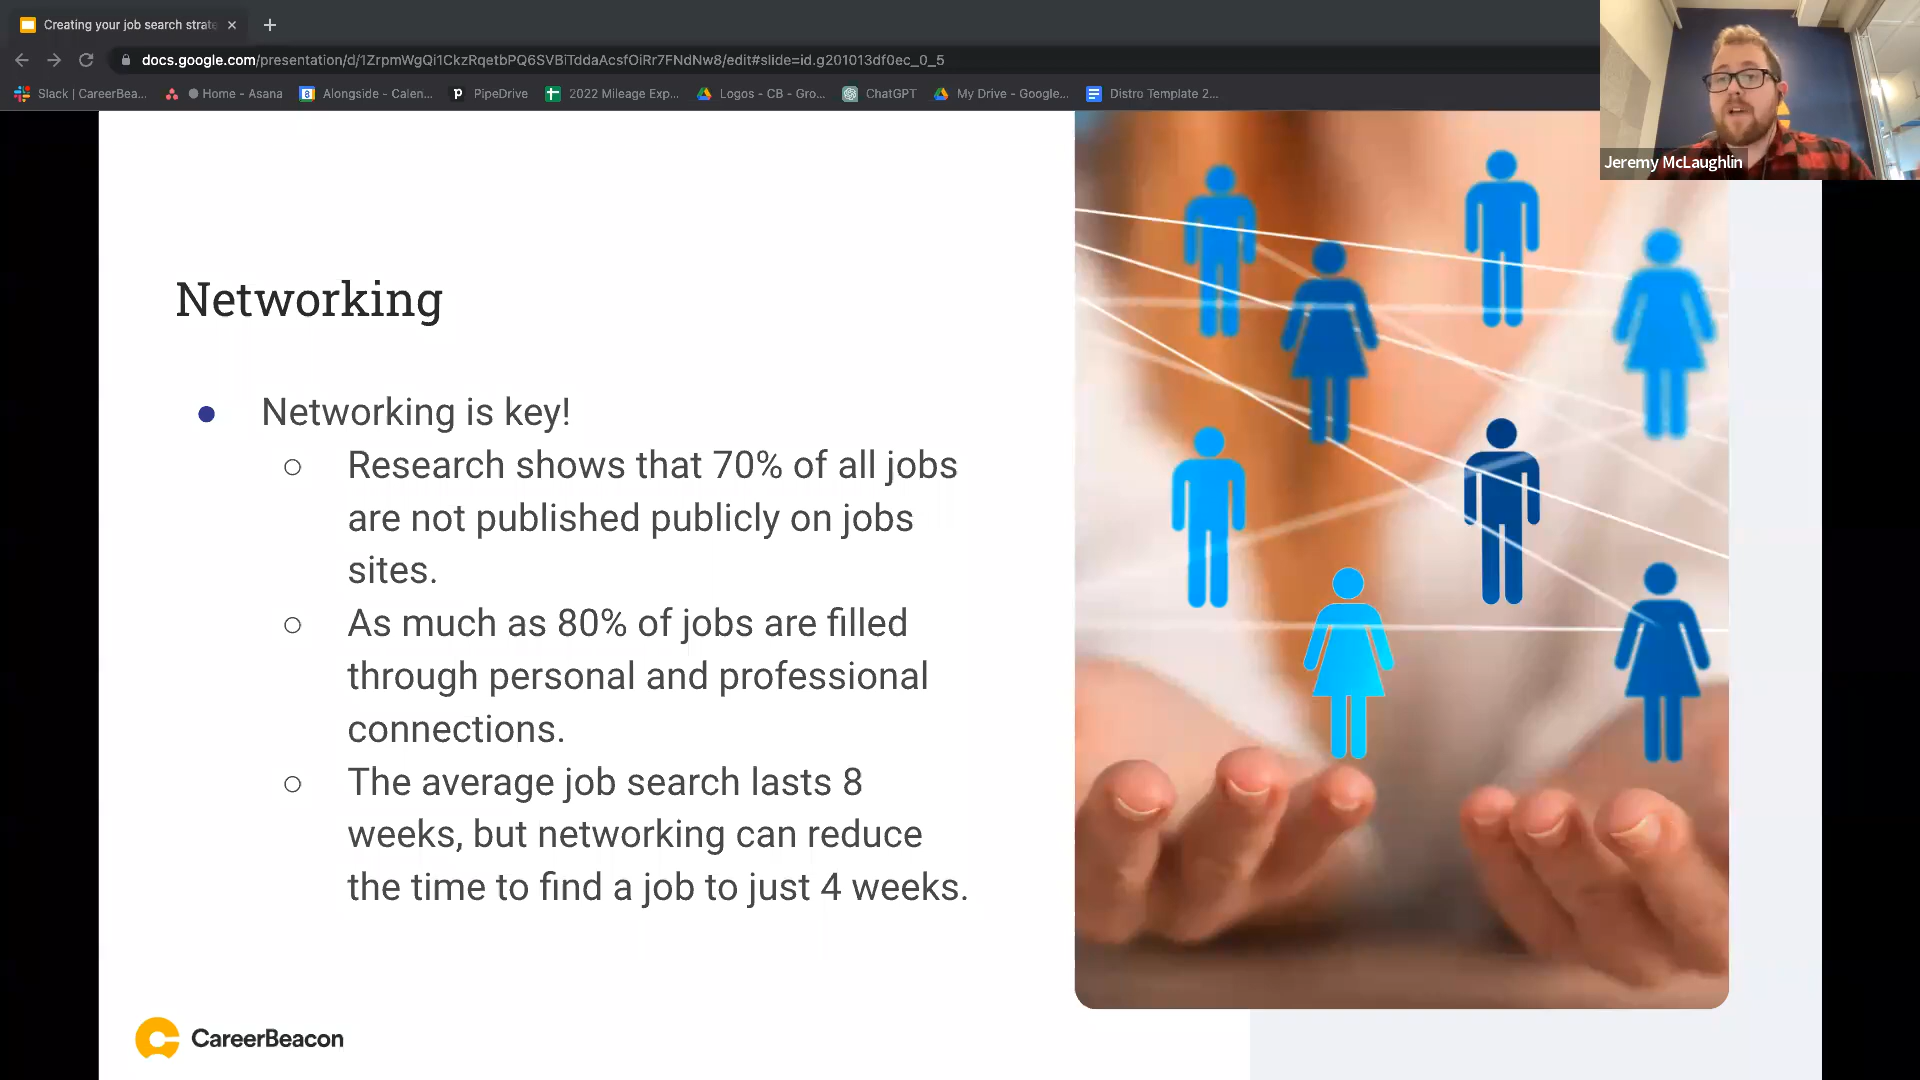 Creating your job search strate
docs.google.com/presentation/d/1ZrpmWgQi1CkzRqetbPQ6SVBiTddaAcsfOiRr7FNdNw8/edit#slide=id.g201013df0ec_0_5
Slack | CareerBea...
Home - Asana
Alongside - Calen...
PipeDrive
2022 Mileage Exp...
Logos - CB - Gro...
ChatGPT
My Drive - Google...
Distro Template 2...
Jeremy McLaughlin
Networking
Networking is key!
Research shows that 70% of all jobs
are not published publicly on jobs
sites.
As much as 80% of jobs are filled
through personal and professional
connections.
The average job search lasts 8
weeks, but networking can reduce
the time to find a job to just 4 weeks.
CareerBeacon